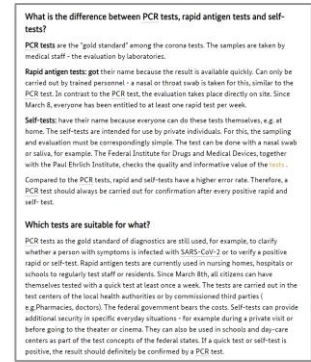 What is the difference between PCR tests, rapid antigen tests and self-
tests?
PCR tests are the "gold standard" among the corona tests. The samples are taken by
medical staff - the evaluation by laboratories.
Rapid antigen tests: got their name because the result is available quickly. Can only be
carried out by trained personnel - a nasal or throat swab is taken for this, similar to the
PCR test. In contrast to the PCR test, the evaluation takes place directly on site. Since
March 8, everyone has been entitled to at least one rapid test per week.
Self-tests: have their name because everyone can do these tests themselves, e.g. at
home. The self-tests are intended for use by private individuals. For this, the sampling
and evaluation must be correspondingly simple. The test can be done with a nasal swab
or saliva, for example. The Federal Institute for Drugs and Medical Devices, together
with the Paul Ehrlich Institute, checks the quality and informative value of the tests .
Compared to the PCR tests, rapid and self-tests have a higher error rate. Therefore, a
PCR test should always be carried out for confirmation after every positive rapid and
self- test.
Which tests are suitable for what?
PCR tests as the gold standard of diagnostics are still used, for example, to clarify
whether a person with symptoms is infected with SARS-CoV-2 or to verify a positive
rapid or self-test. Rapid antigen tests are currently used in nursing homes, hospitals or
schools to regularly test staff or residents. Since March 8th, all citizens can have
themselves tested with a quick test at least once a week. The tests are carried out in the
test centers of the local health authorities or by commissioned third parties (
e.g.Pharmacies, doctors). The federal government bears the costs. Self-tests can provide
additional security in specific everyday situations - for example during a private visit or
before going to the theater or cinema. They can also be used in schools and day-care
centers as part of the test concepts of the federal states. If a quick test or self-test is
positive, the result should definitely be confirmed by a PCR test.